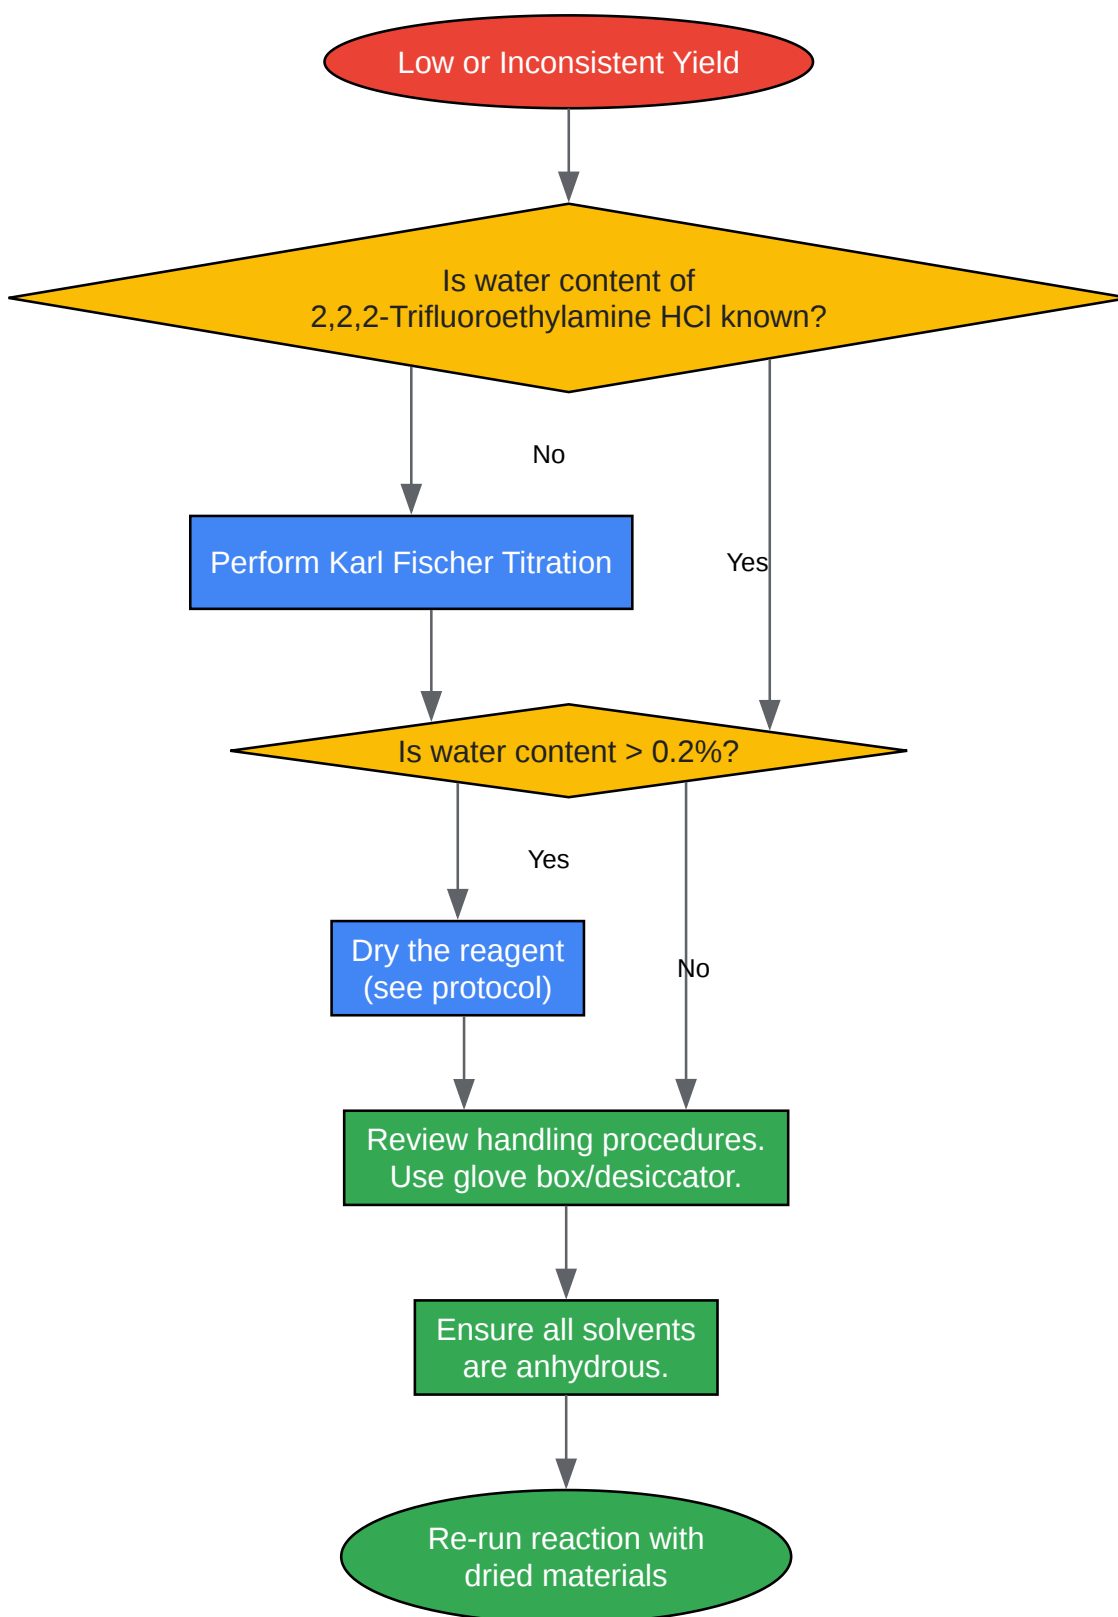 Low or Inconsistent Yield
Is water content of
2,2,2-Trifluoroethylamine HCl known?
No
Perform Karl Fischer Titration
Yes
Is water content > 0.2%?
Yes
Dry the reagent
(see protocol)
No
Review handling procedures.
Use glove box/desiccator.
Ensure all solvents
are anhydrous.
Re-run reaction with
dried materials